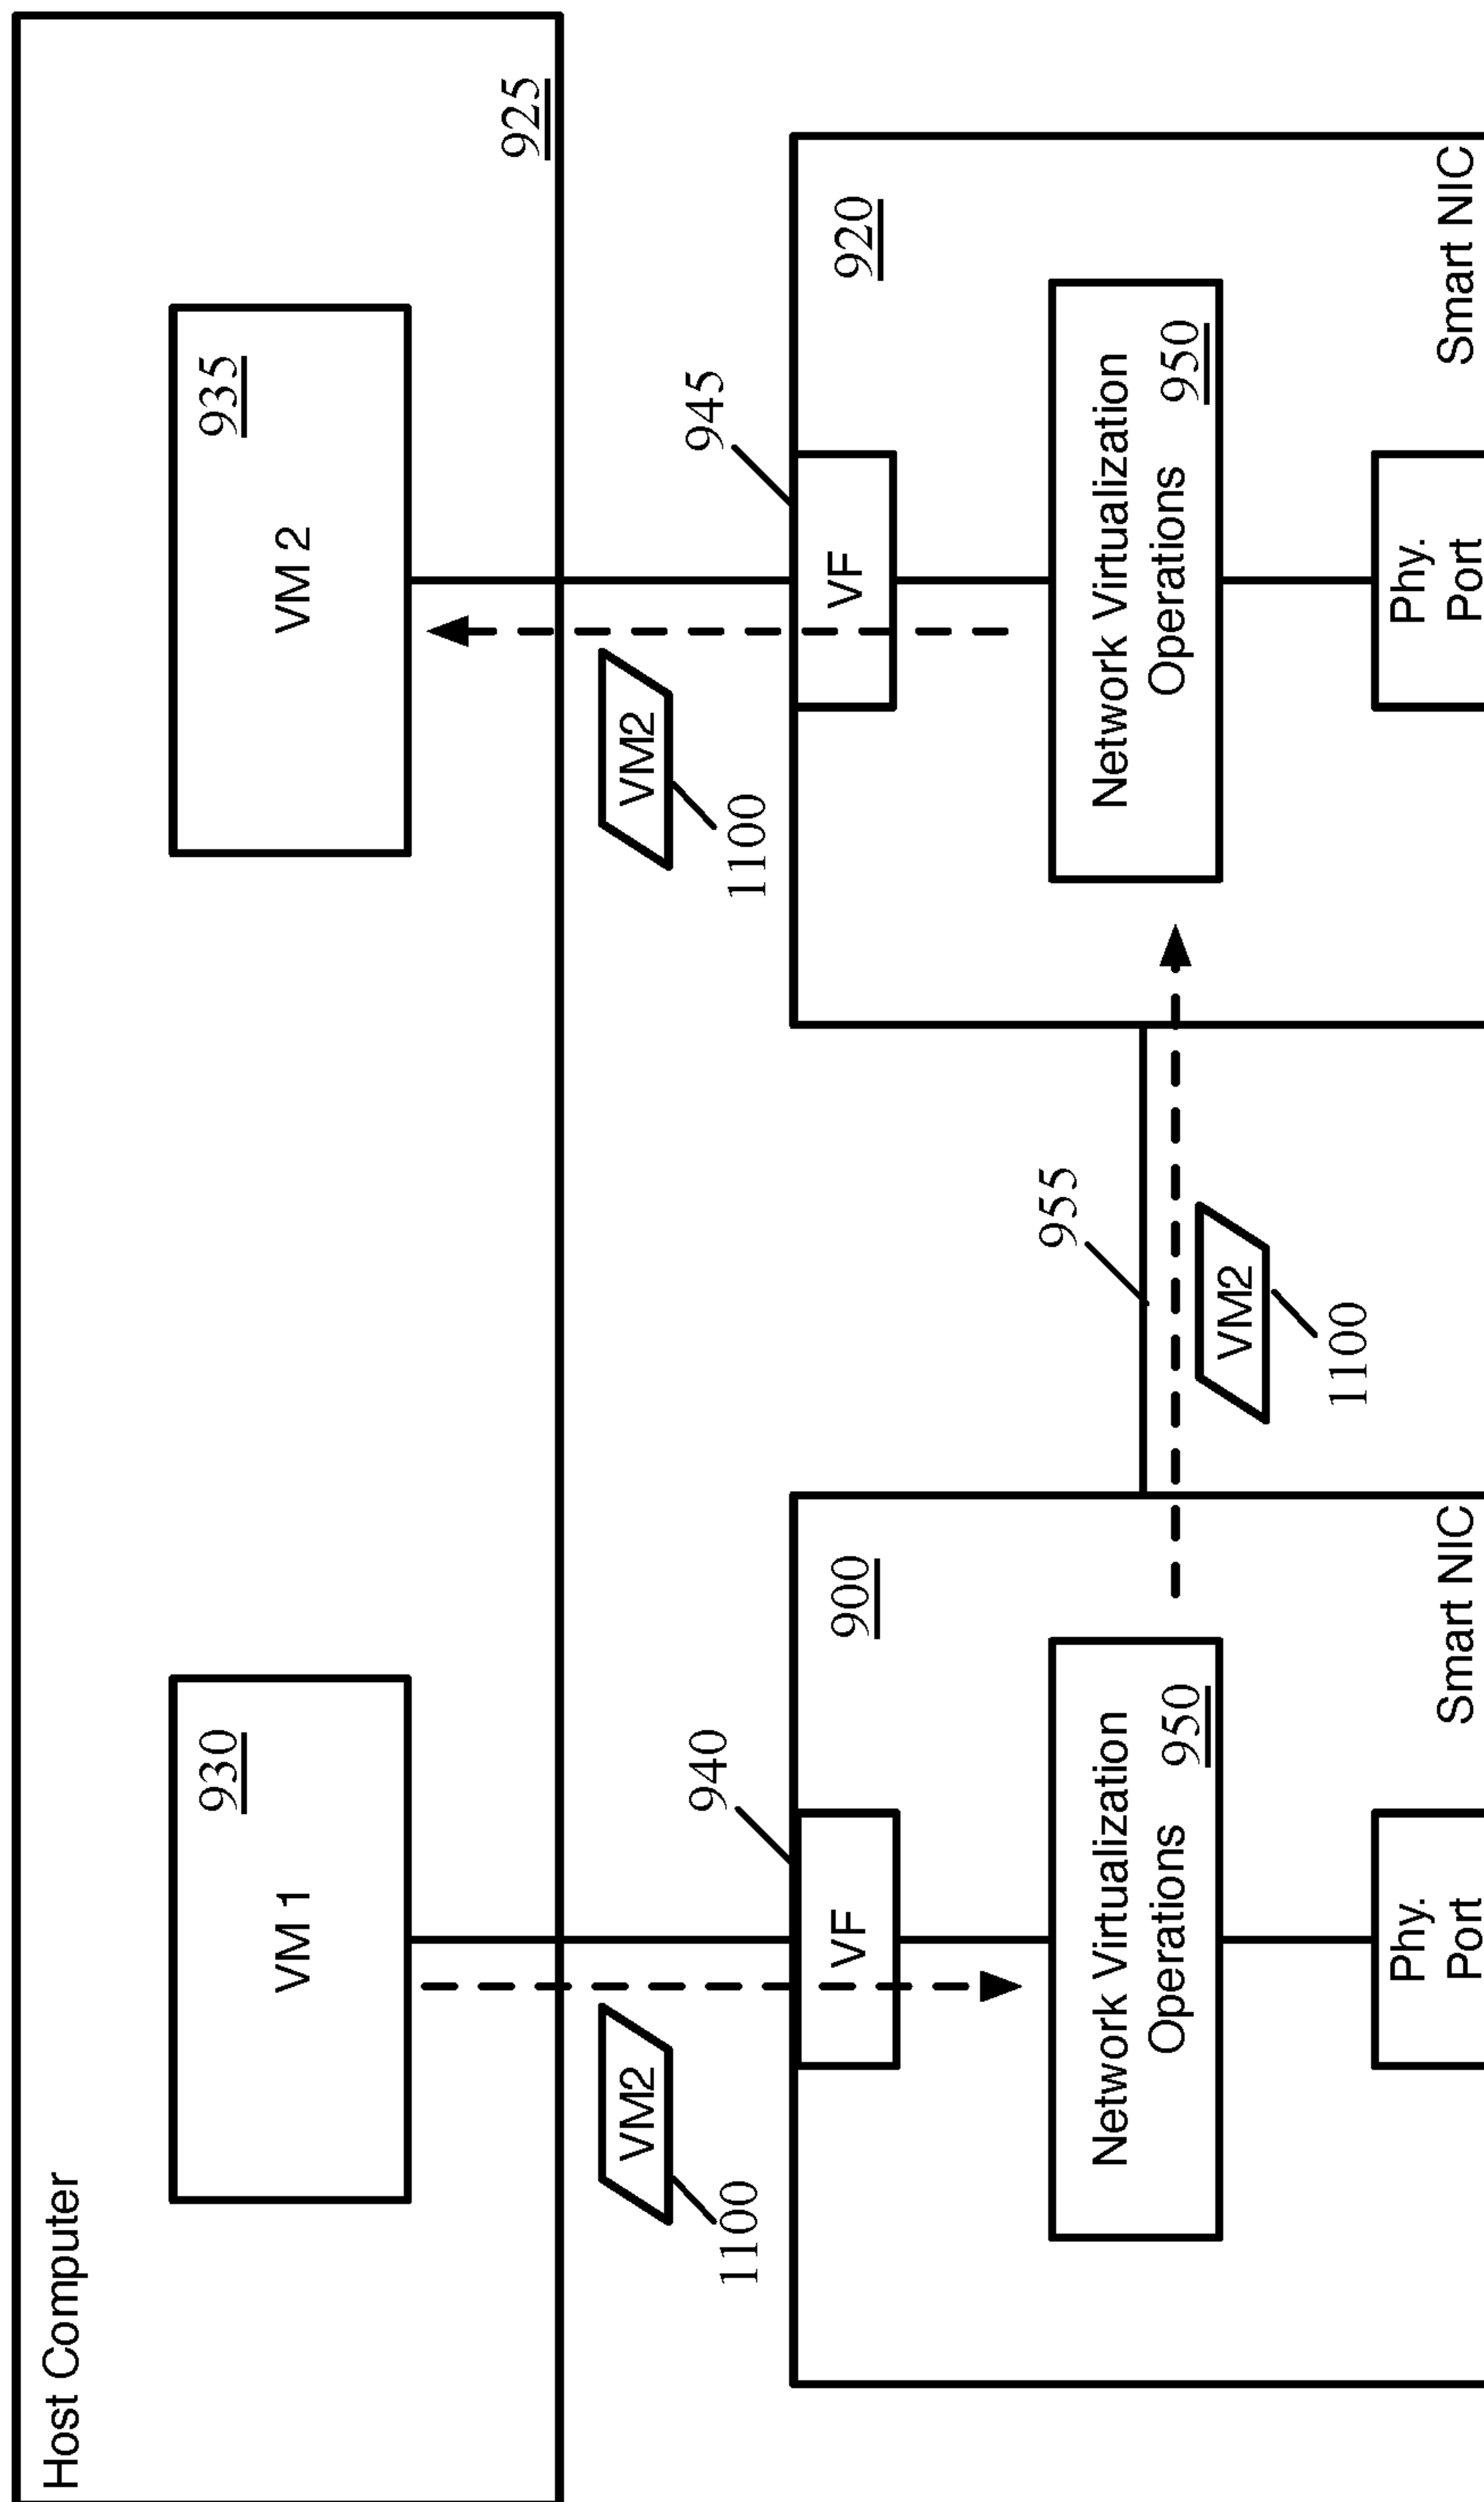 Host Computer
925
930
VM 1
935
VM 2
VM2
1100
VM2
1100
940
945
900
VF
920
VF
955
Network Virtualization
Operations 950
Network Virtualization
Operations 950
VM2
1100
Phy.
Port
Smart NIC
Phy.
Port
Smart NIC